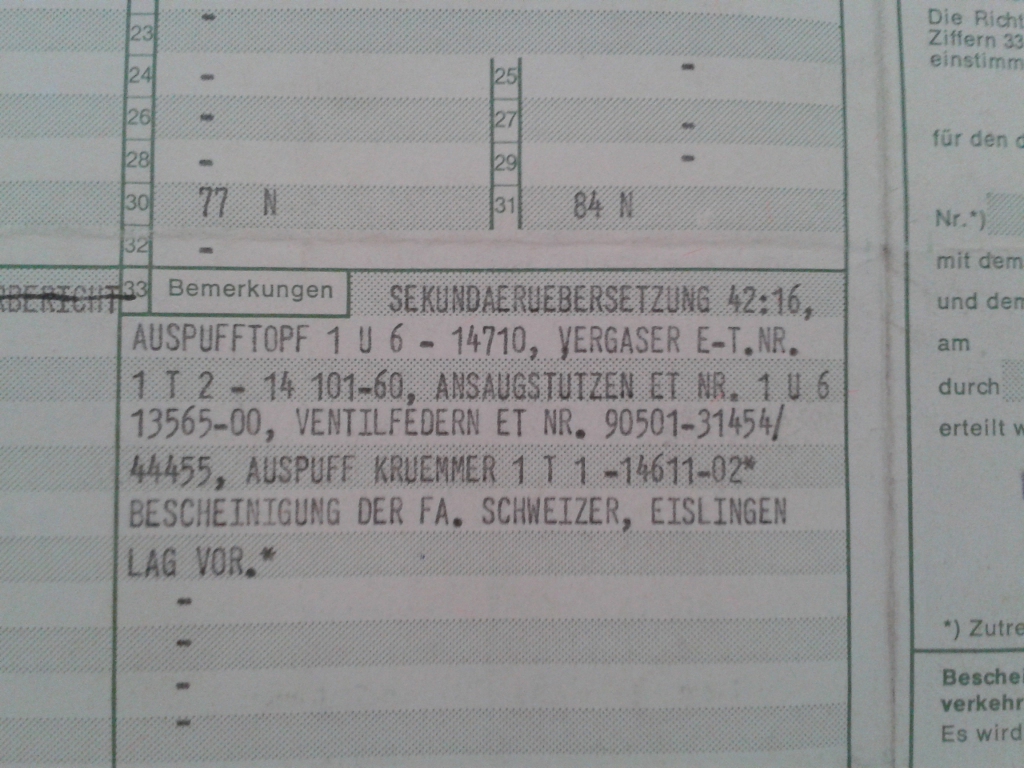 23 -
24 - 25 -
26 - 27 -
28 - 29 -
30 77 N 31 84 N
32 -
33 Bemerkungen SEKUNDAERUEBERSETZUNG 42:16,
AUSPUFFTOPF 1 U 6 - 14710, VERGASER E-T.NR.
1 T 2 - 14 101-60, ANSAUGSTUTZEN ET NR. 1 U 6
13565-00, VENTILFEDERN ET NR. 90501-31454/
44455, AUSPUFF KRUEMMER 1 T 1 -14611-02*
BESCHEINIGUNG DER FA. SCHWEIZER, EISLINGEN
LAG VOR.*
-
-
-
-
RBERICHT
Die Richt
Ziffern 33
einstimm
für den d
Nr.*)
mit dem
und dem
am
durch
erteilt w
*) Zutre
Beschei
verkehr
Es wird